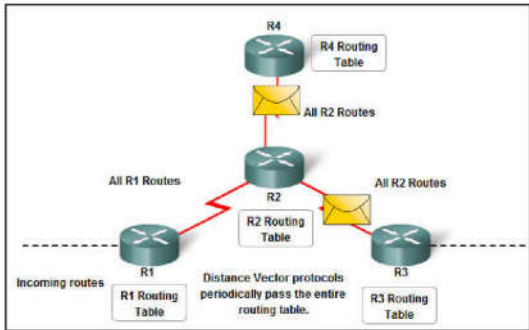 R4
R4 Routing
Table
All R2 Routes
All R1 Routes
All R2 Routes
R2
R2 Routing
Table
Incoming routes
R1
R1 Routing
Table
Distance Vector protocols
periodically pass the entire
routing table.
R3
R3 Routing
Table